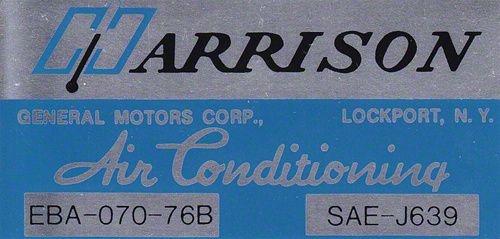 HARRISON
GENERAL MOTORS CORP., LOCKPORT, N. Y.
Air Conditioning
EBA-070-76B SAE-J639